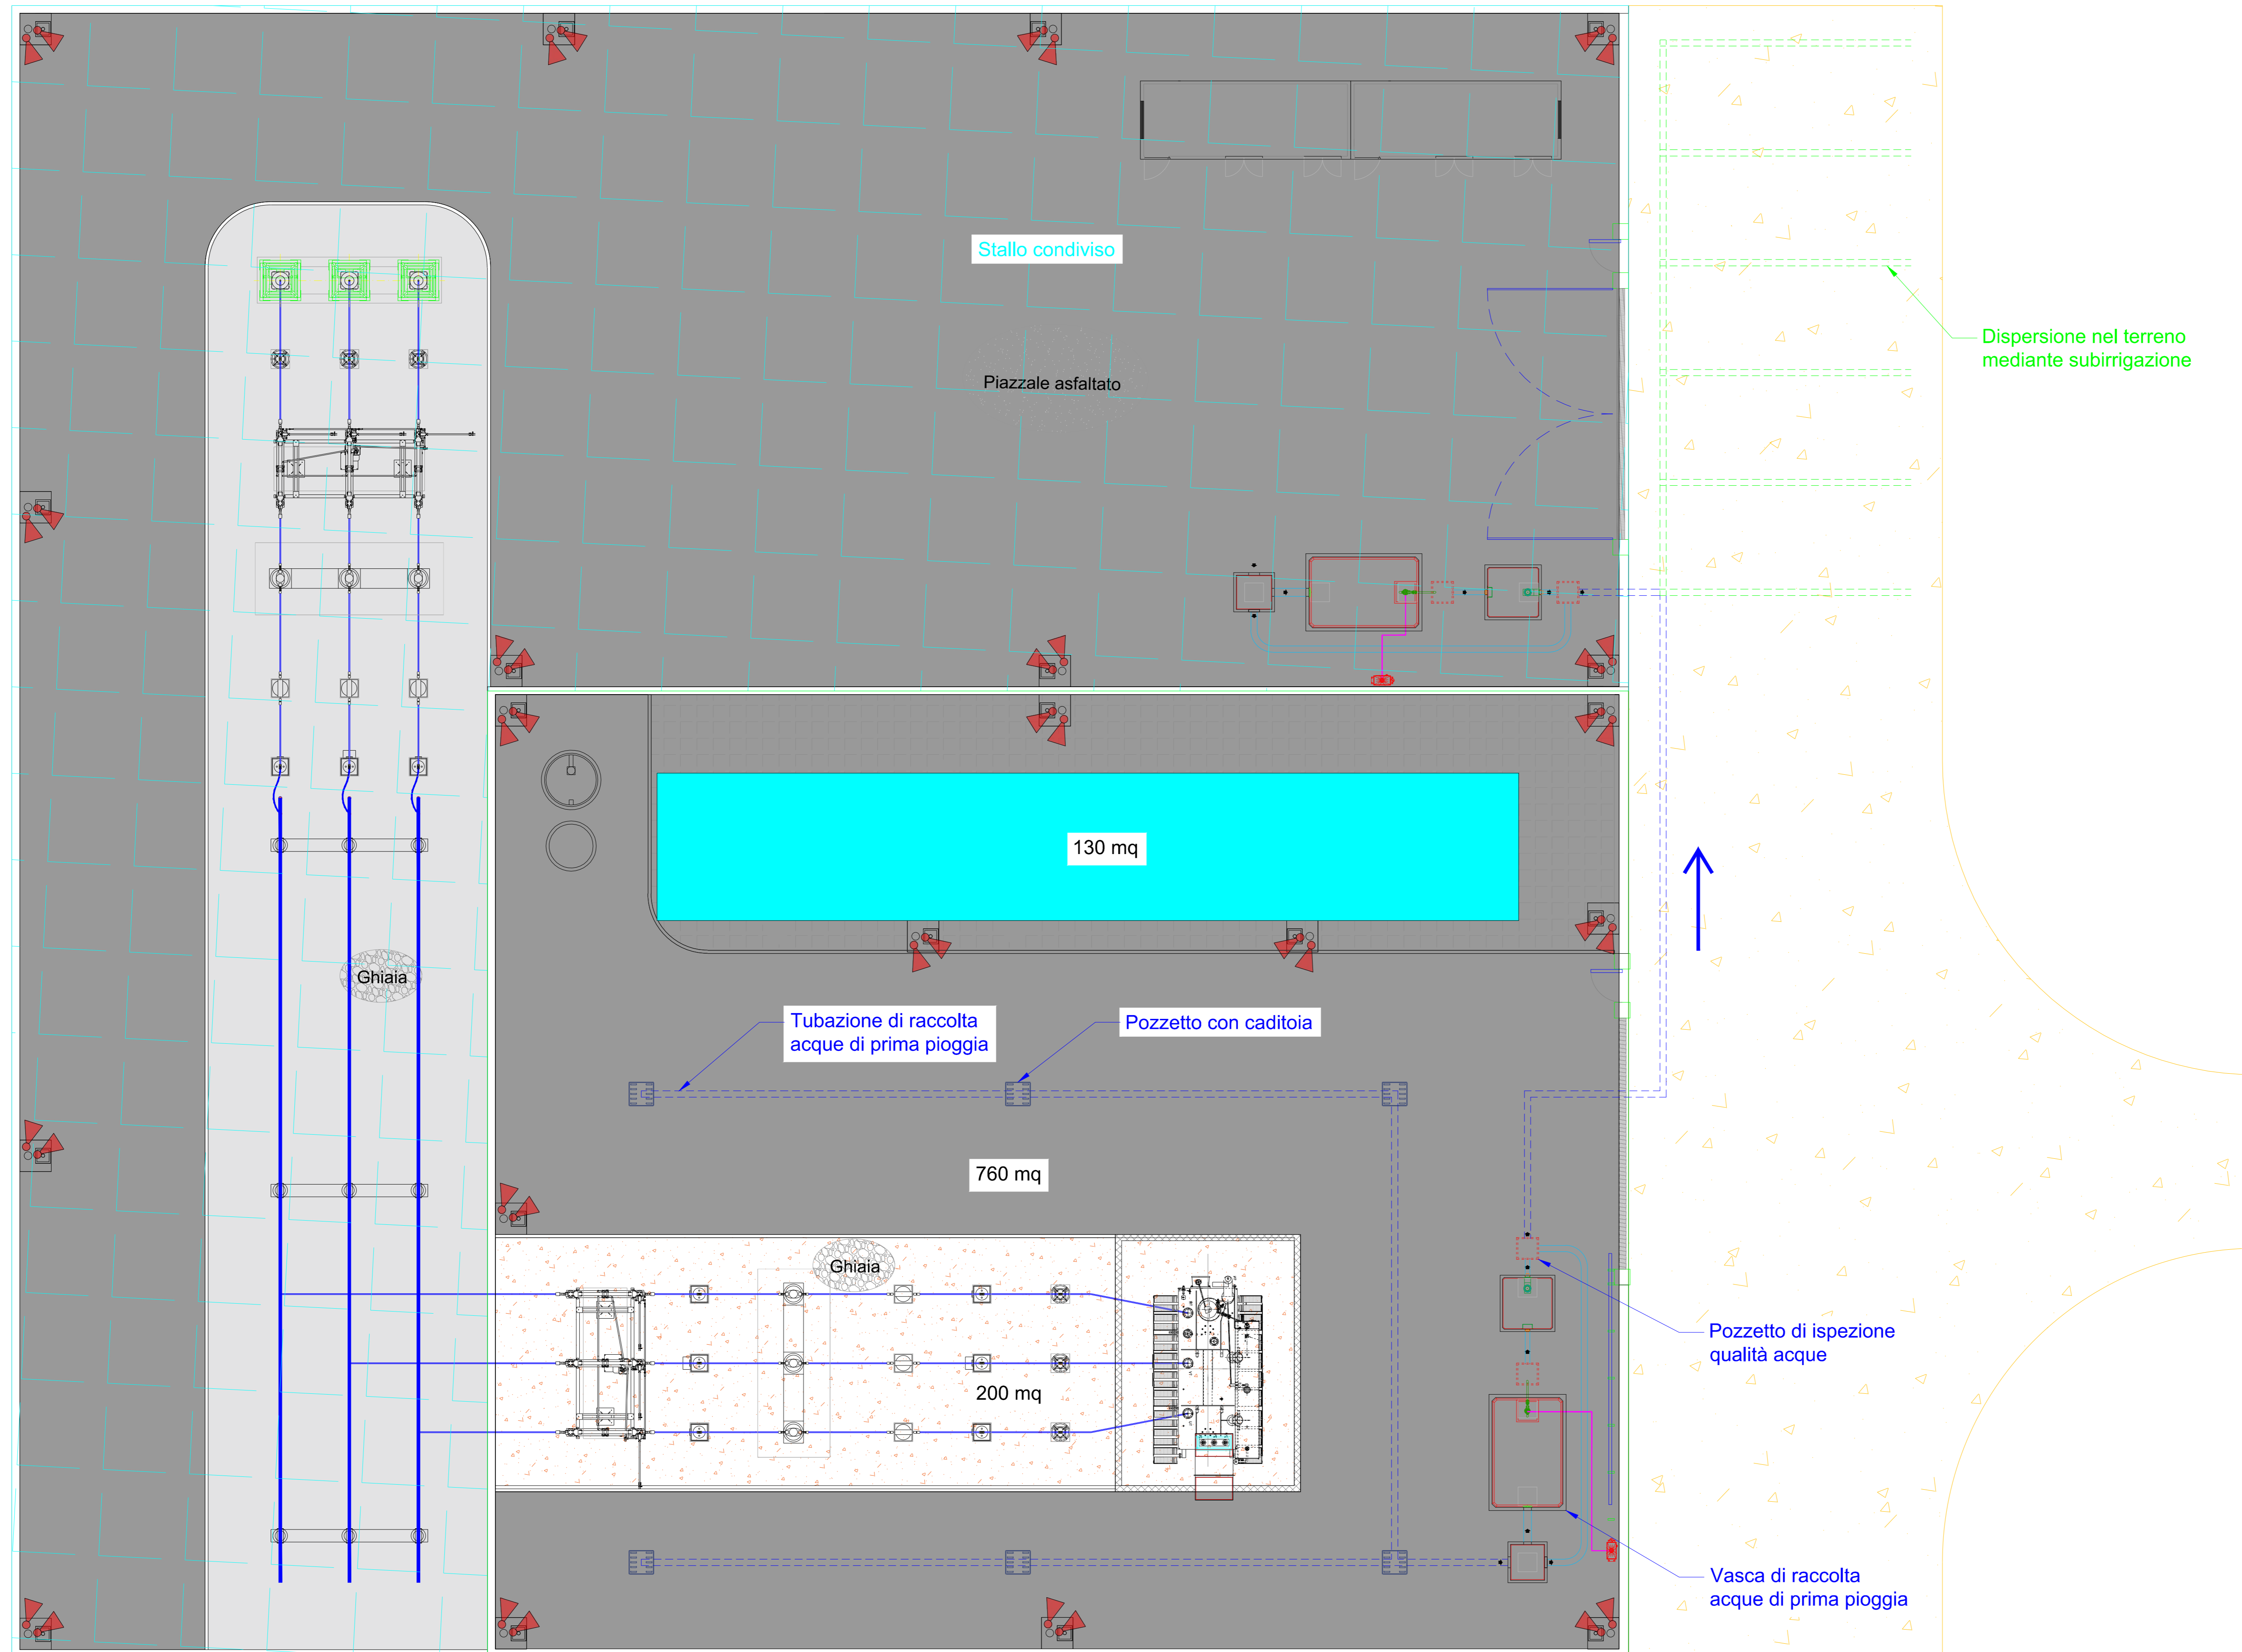 Stallo condiviso
Dispersione nel terreno
mediante subirrigazione
Piazzale asfaltato
130 mq
Ghiaia
Tubazione di raccolta
acque di prima pioggia
Pozzetto con caditoia
760 mq
Ghiaia
Pozzetto di ispezione
qualità acque
200 mq
Vasca di raccolta
acque di prima pioggia